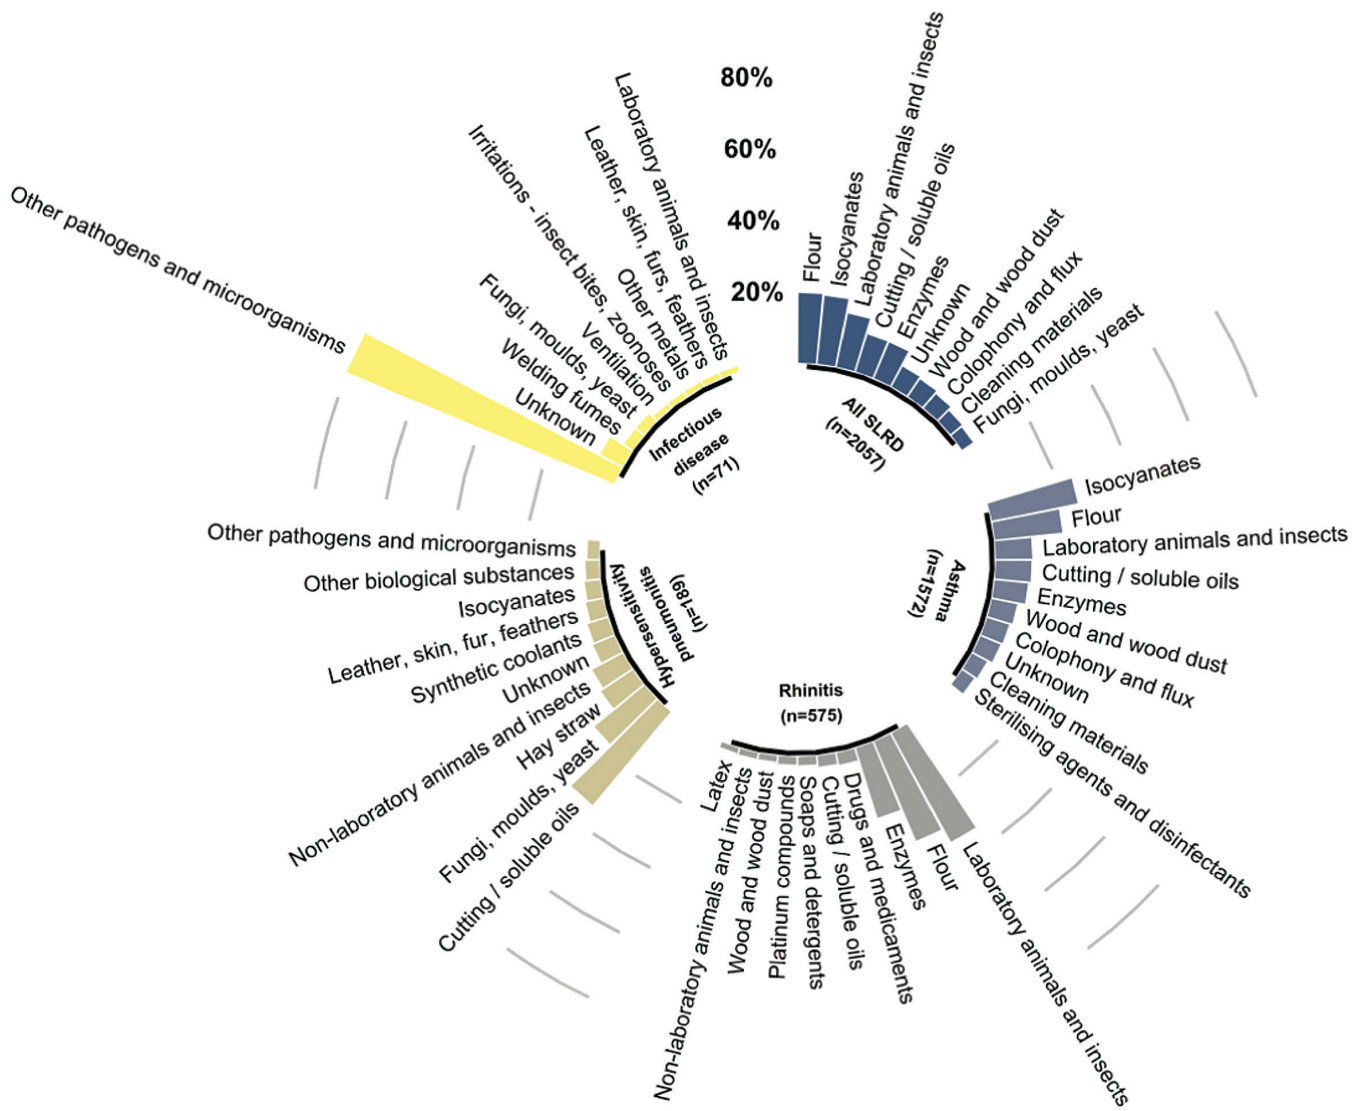 80%
60%
40%
20%
Flour
Isocyanates
Laboratory animals and insects
Cutting / soluble oils
Enzymes
Unknown
Wood and wood dust
Colophony and flux
Cleaning materials
Fungi, moulds, yeast
All SLRD
(n=2057)
Isocyanates
Flour
Laboratory animals and insects
Cutting / soluble oils
Enzymes
Wood and wood dust
Colophony and flux
Unknown
Cleaning materials
Sterilising agents and disinfectants
Asthma
(n=1572)
Laboratory animals and insects
Flour
Enzymes
Drugs and medicaments
Cutting / soluble oils
Soaps and detergents
Platinum compounds
Wood and wood dust
Non-laboratory animals and insects
Latex
Rhinitis
(n=575)
Cutting / soluble oils
Fungi, moulds, yeast
Hay straw
Non-laboratory animals and insects
Unknown
Synthetic coolants
Leather, skin, fur, feathers
Isocyanates
Other biological substances
Other pathogens and microorganisms
Hypersensitivity
pneumonitis
(n=189)
Other pathogens and microorganisms
Unknown
Welding fumes
Fungi, moulds, yeast
Ventilation
Irritations - insect bites, zoonoses
Other metals
Leather, skin, furs, feathers
Laboratory animals and insects
Infectious
disease
(n=71)